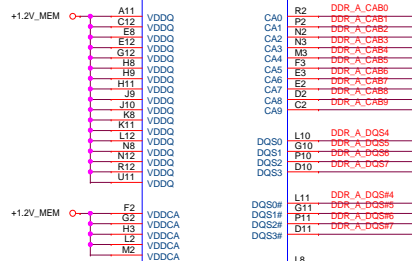 A11 VDDQ
+1.2V_MEM C12 VDDQ
E8 VDDQ
E12 VDDQ
G12 VDDQ
H8 VDDQ
H9 VDDQ
H11 VDDQ
J9 VDDQ
J10 VDDQ
K8 VDDQ
K11 VDDQ
L12 VDDQ
N8 VDDQ
N12 VDDQ
R12 VDDQ
U11 VDDQ
+1.2V_MEM F2 VDDCA
G2 VDDCA
H3 VDDCA
L2 VDDCA
M2 VDDCA
CA0 R2 DDR_A_CAB0
CA1 P2 DDR_A_CAB1
CA2 N2 DDR_A_CAB2
CA3 N3 DDR_A_CAB3
CA4 M3 DDR_A_CAB4
CA5 F3 DDR_A_CAB5
CA6 E3 DDR_A_CAB6
CA7 E2 DDR_A_CAB7
CA8 D2 DDR_A_CAB8
CA9 C2 DDR_A_CAB9
DQS0 L10 DDR_A_DQS4
DQS1 G10 DDR_A_DQS5
DQS2 P10 DDR_A_DQS6
DQS3 D10 DDR_A_DQS7
DQS0# L11 DDR_A_DQS#4
DQS1# G11 DDR_A_DQS#5
DQS2# P11 DDR_A_DQS#6
DQS3# D11 DDR_A_DQS#7
L8